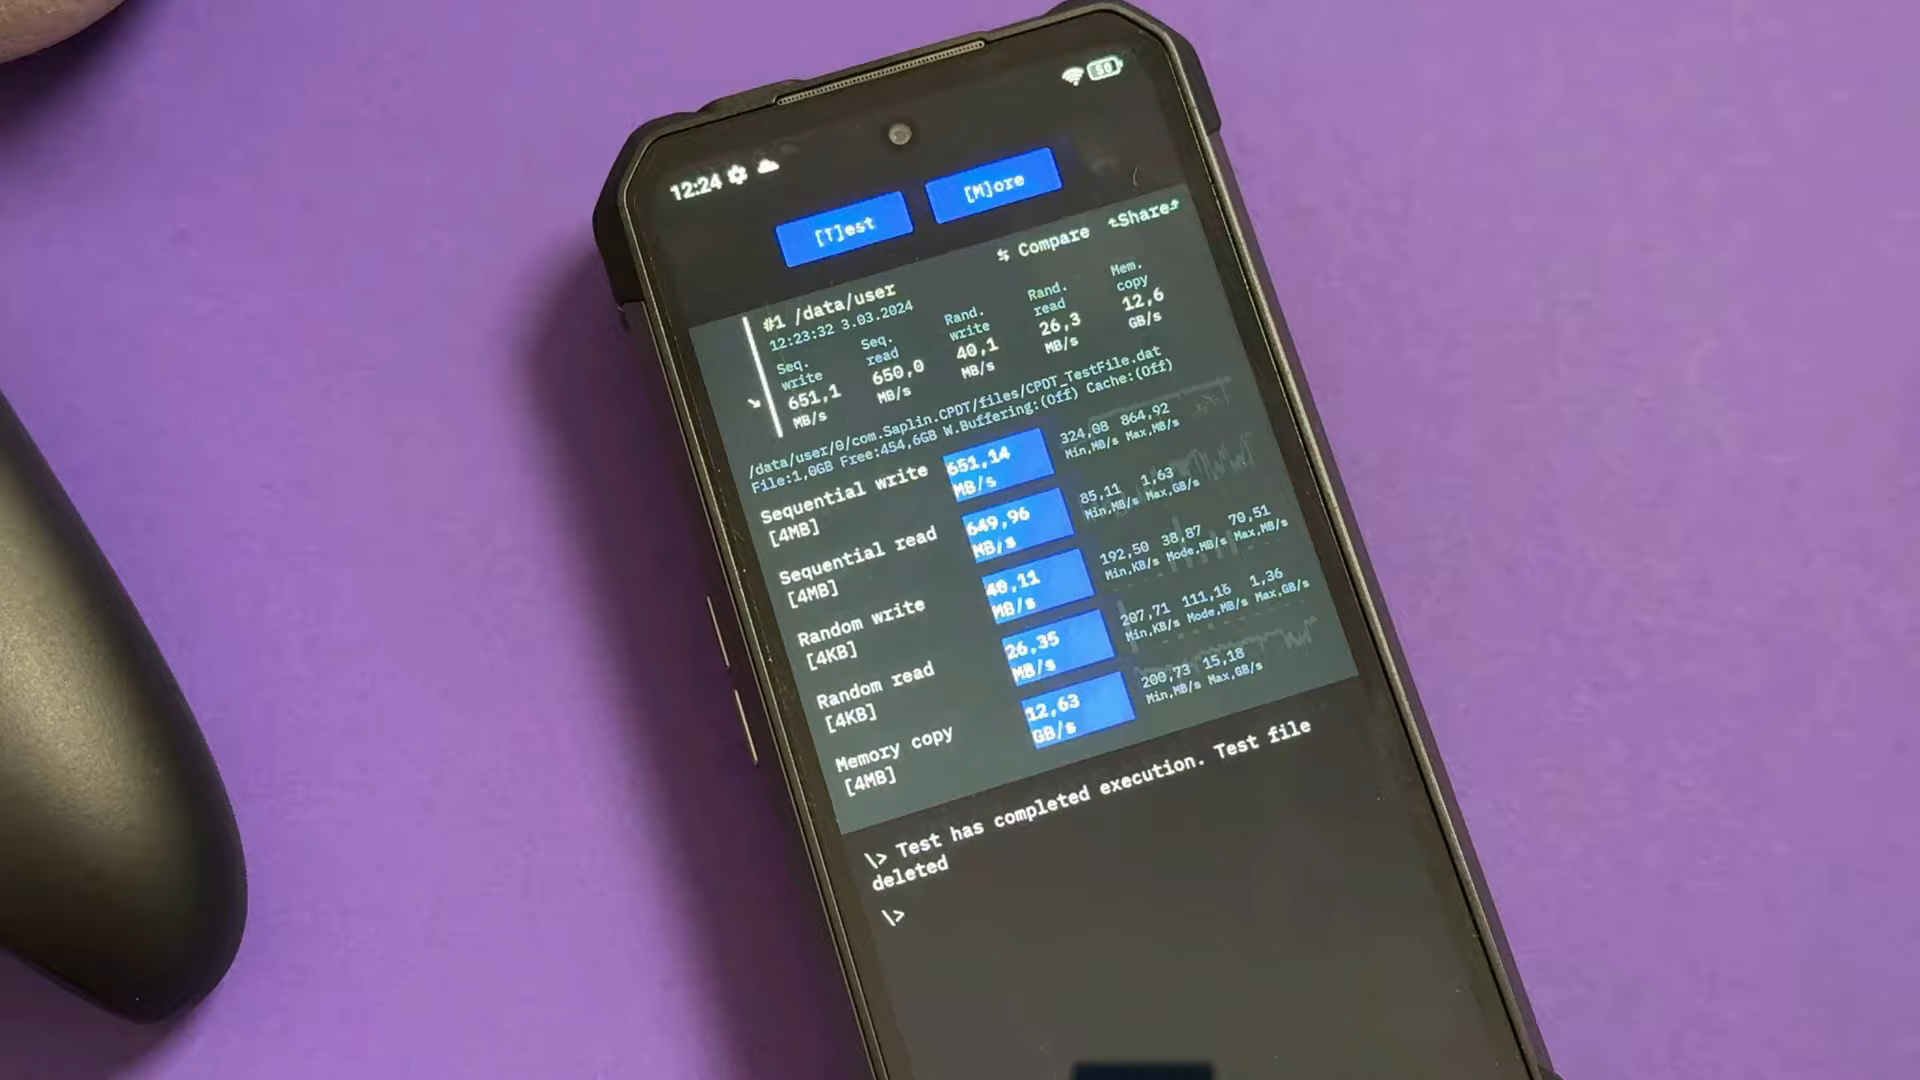 12:24
50
[T]est
[M]ore
⇆ Compare
Share
#1 /data/user
12:23:32 3.03.2024
Seq. write
651,1
MB/s
Seq. read
650,0
MB/s
Rand. write
40,1
MB/s
Rand. read
26,3
MB/s
Mem. copy
12,6
GB/s
/data/user/0/com.Saplin.CPDT/files/CPDT_TestFile.dat
File:1,0GB Free:454,6GB W.Buffering:(Off) Cache:(Off)
Sequential write
[4MB]
651,14
MB/s
324,08 864,92
Min,MB/s Max,MB/s
Sequential read
[4MB]
649,96
MB/s
85,11 1,63
Min,MB/s Max,GB/s
Random write
[4KB]
40,11
MB/s
192,50 38,87 70,51
Min,KB/s Mode,MB/s Max,MB/s
Random read
[4KB]
26,35
MB/s
207,71 111,16 1,36
Min,KB/s Mode,MB/s Max,GB/s
Memory copy
[4MB]
12,63
GB/s
200,73 15,18
Min,MB/s Max,GB/s
\> Test has completed execution. Test file
deleted
\>